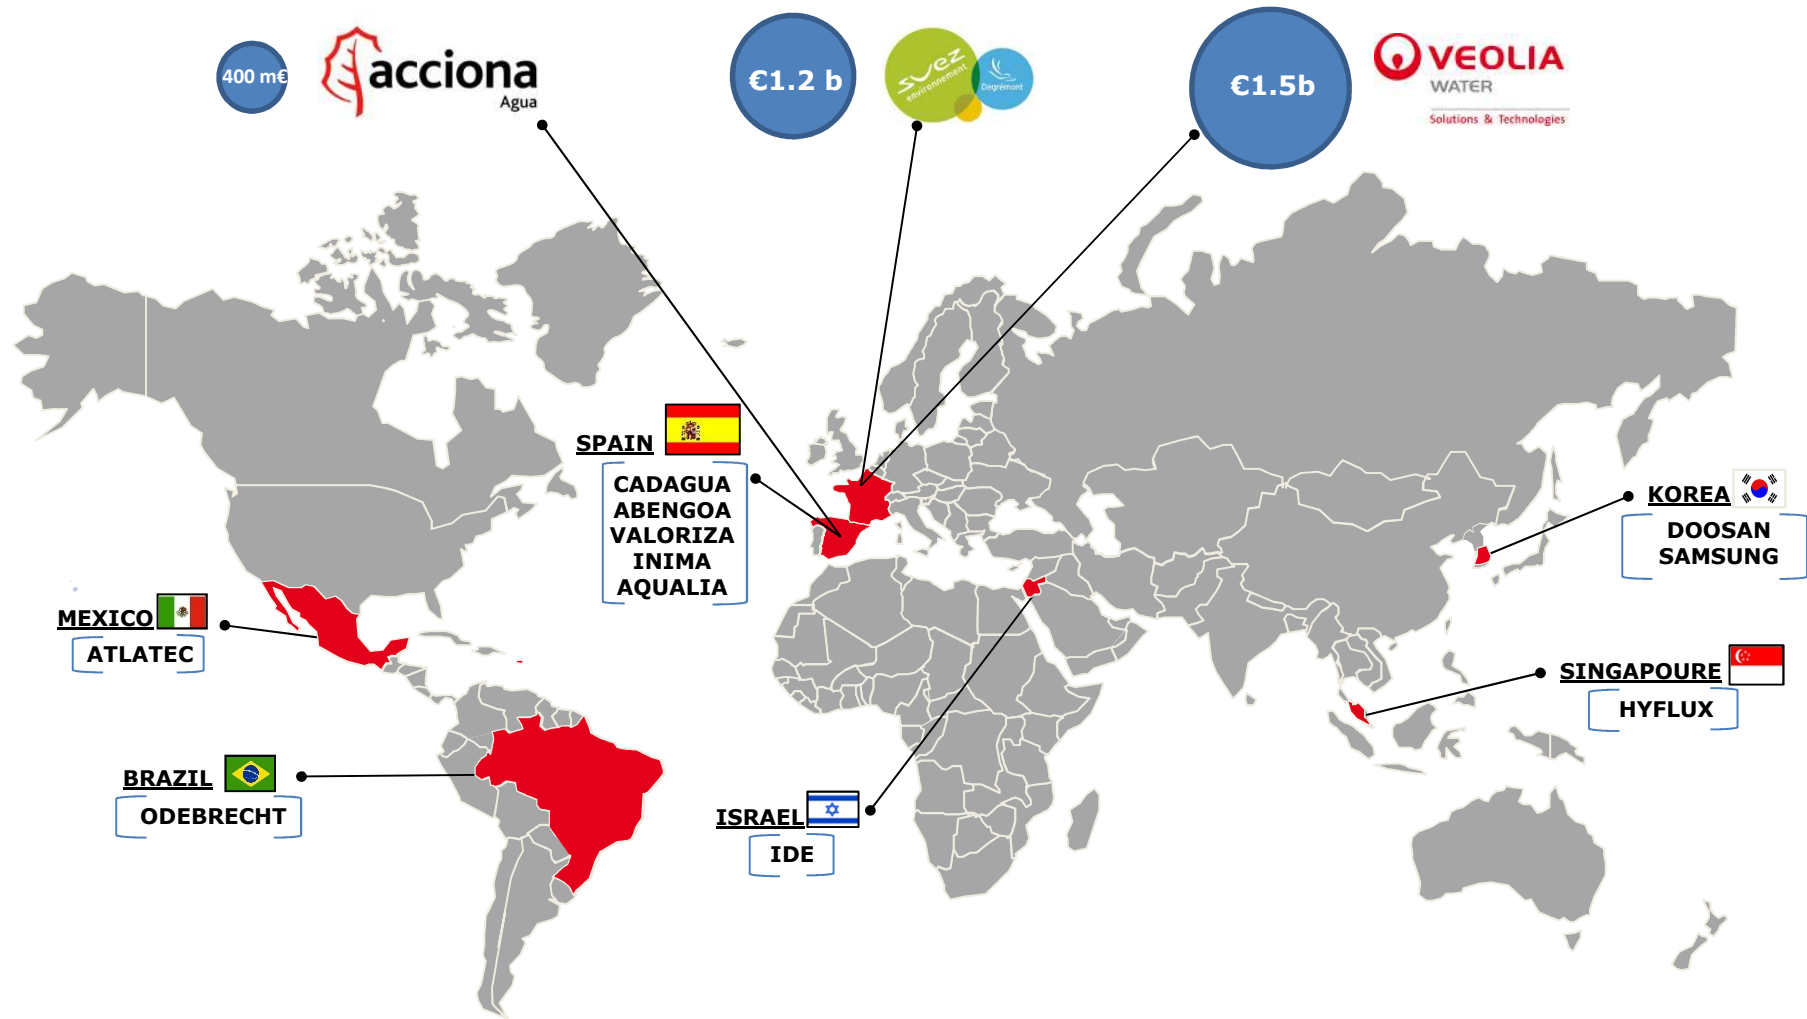 400 m€
acciona
Agua
€1.2 b
suez
environnement
Degrémont
€1.5b
VEOLIA
WATER
Solutions & Technologies
SPAIN
CADAGUA
ABENGOA
VALORIZA
INIMA
AQUALIA
KOREA
DOOSAN
SAMSUNG
MEXICO
ATLATEC
SINGAPOURE
HYFLUX
BRAZIL
ODEBRECHT
ISRAEL
IDE